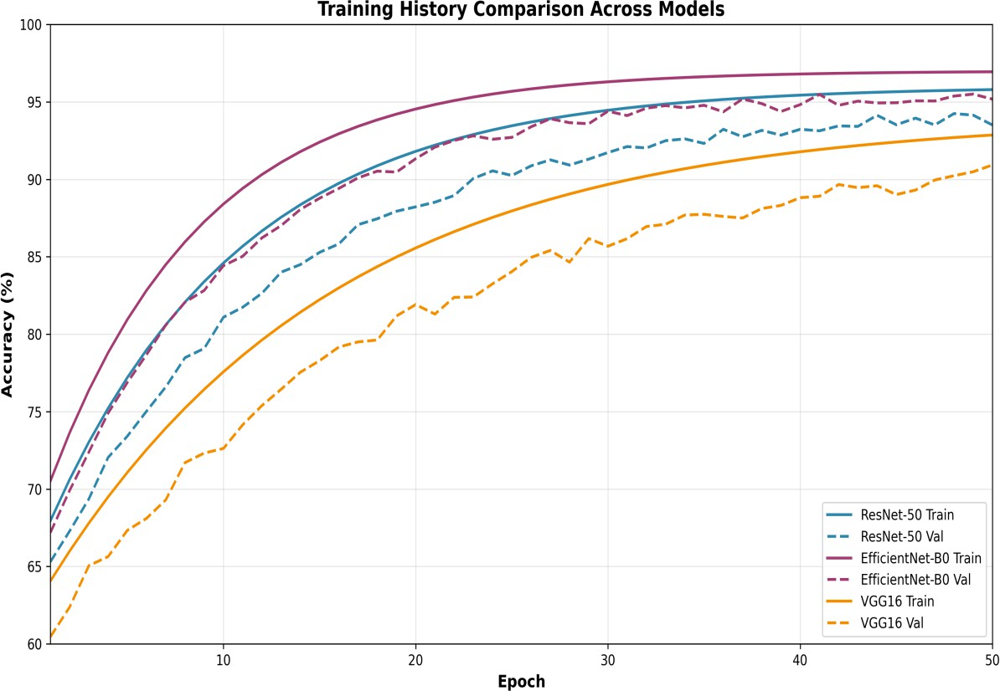 Training History Comparison Across Models
100
95
90
85
80
75
70
65
60
Accuracy (%)
10
20
30
40
50
Epoch
ResNet-50 Train
ResNet-50 Val
EfficientNet-B0 Train
EfficientNet-B0 Val
VGG16 Train
VGG16 Val